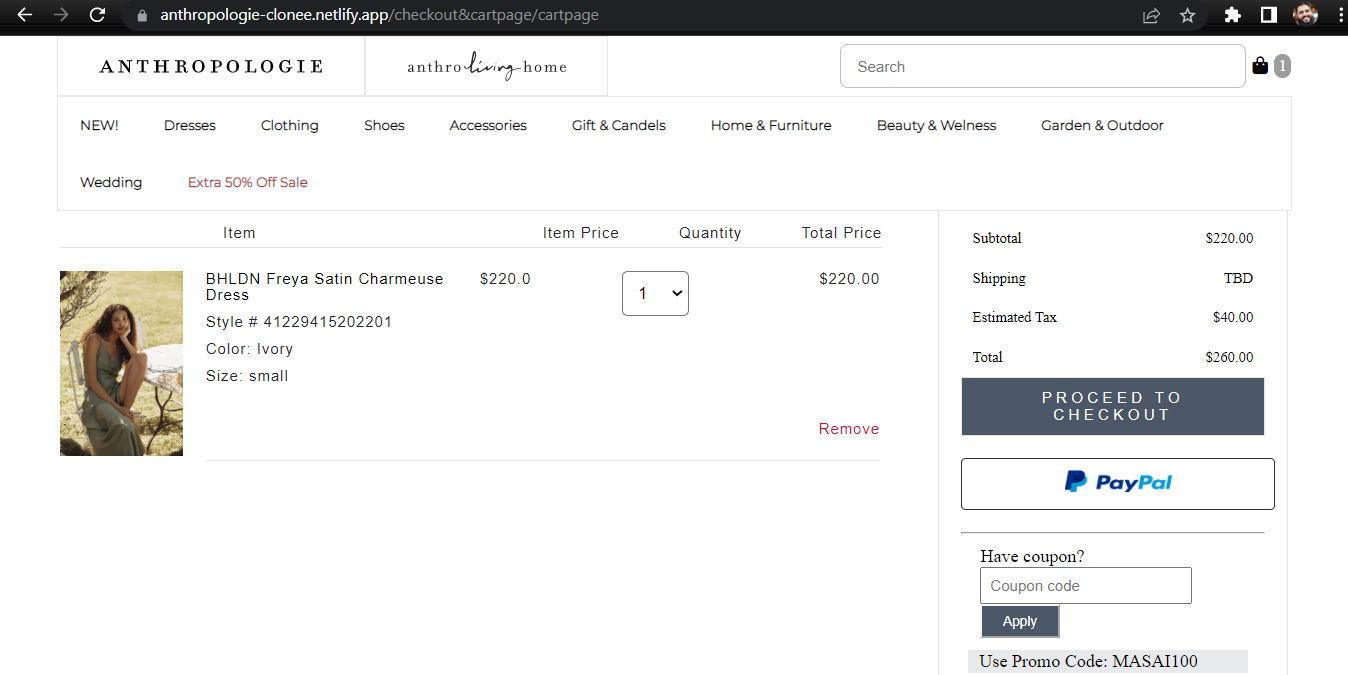 anthropologie-clonee.netlify.app/checkout&cartpage/cartpage
ANTHROPOLOGIE
anthro living home
Search
1
NEW! Dresses Clothing Shoes Accessories Gift & Candels Home & Furniture Beauty & Welness Garden & Outdoor
Wedding Extra 50% Off Sale
Item Item Price Quantity Total Price
BHLDN Freya Satin Charmeuse
Dress
$220.0
1
$220.00
Style # 41229415202201
Color: Ivory
Size: small
Remove
Subtotal $220.00
Shipping TBD
Estimated Tax $40.00
Total $260.00
PROCEED TO
CHECKOUT
PayPal
Have coupon?
Coupon code
Apply
Use Promo Code: MASAI100